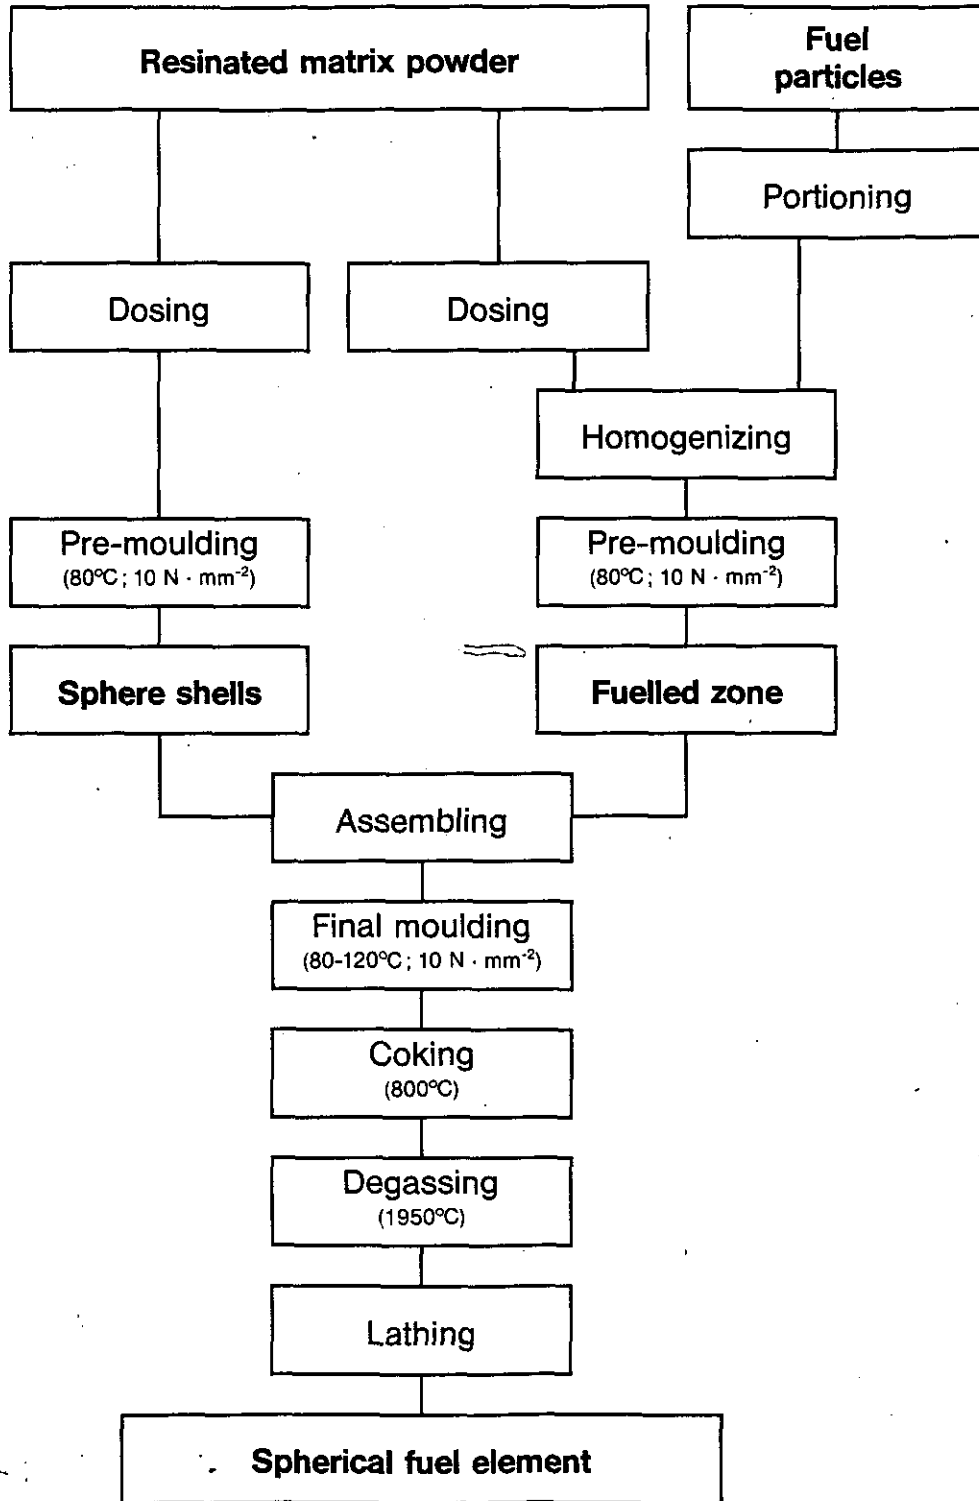 Resinated matrix powder
Fuel
particles
Portioning
Dosing
Dosing
Homogenizing
Pre-moulding
(80°C; 10 N · mm⁻²)
Pre-moulding
(80°C; 10 N · mm⁻²)
Sphere shells
Fuelled zone
Assembling
Final moulding
(80-120°C; 10 N · mm⁻²)
Coking
(800°C)
Degassing
(1950°C)
Lathing
Spherical fuel element